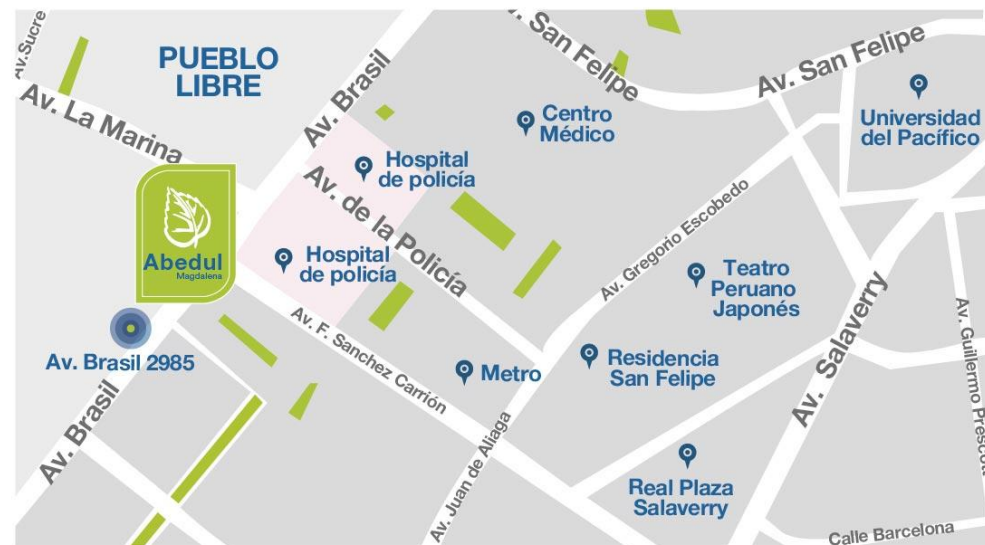 Av.Sucre
PUEBLO
LIBRE
Av. La Marina
Av. Brasil
San Felipe
Av. San Felipe
Centro
Médico
Universidad
del Pacífico
Hospital
de policía
Av. de la Policía
Abedul
Magdalena
Hospital
de policía
Av. Gregorio Escobedo
Teatro
Peruano
Japonés
Av. Brasil 2985
Av. F. Sanchez Carrión
Metro
Residencia
San Felipe
Av. Salaverry
Av. Guillermo Prescott
Av. Brasil
Av. Juan de Aliaga
Real Plaza
Salaverry
Calle Barcelona